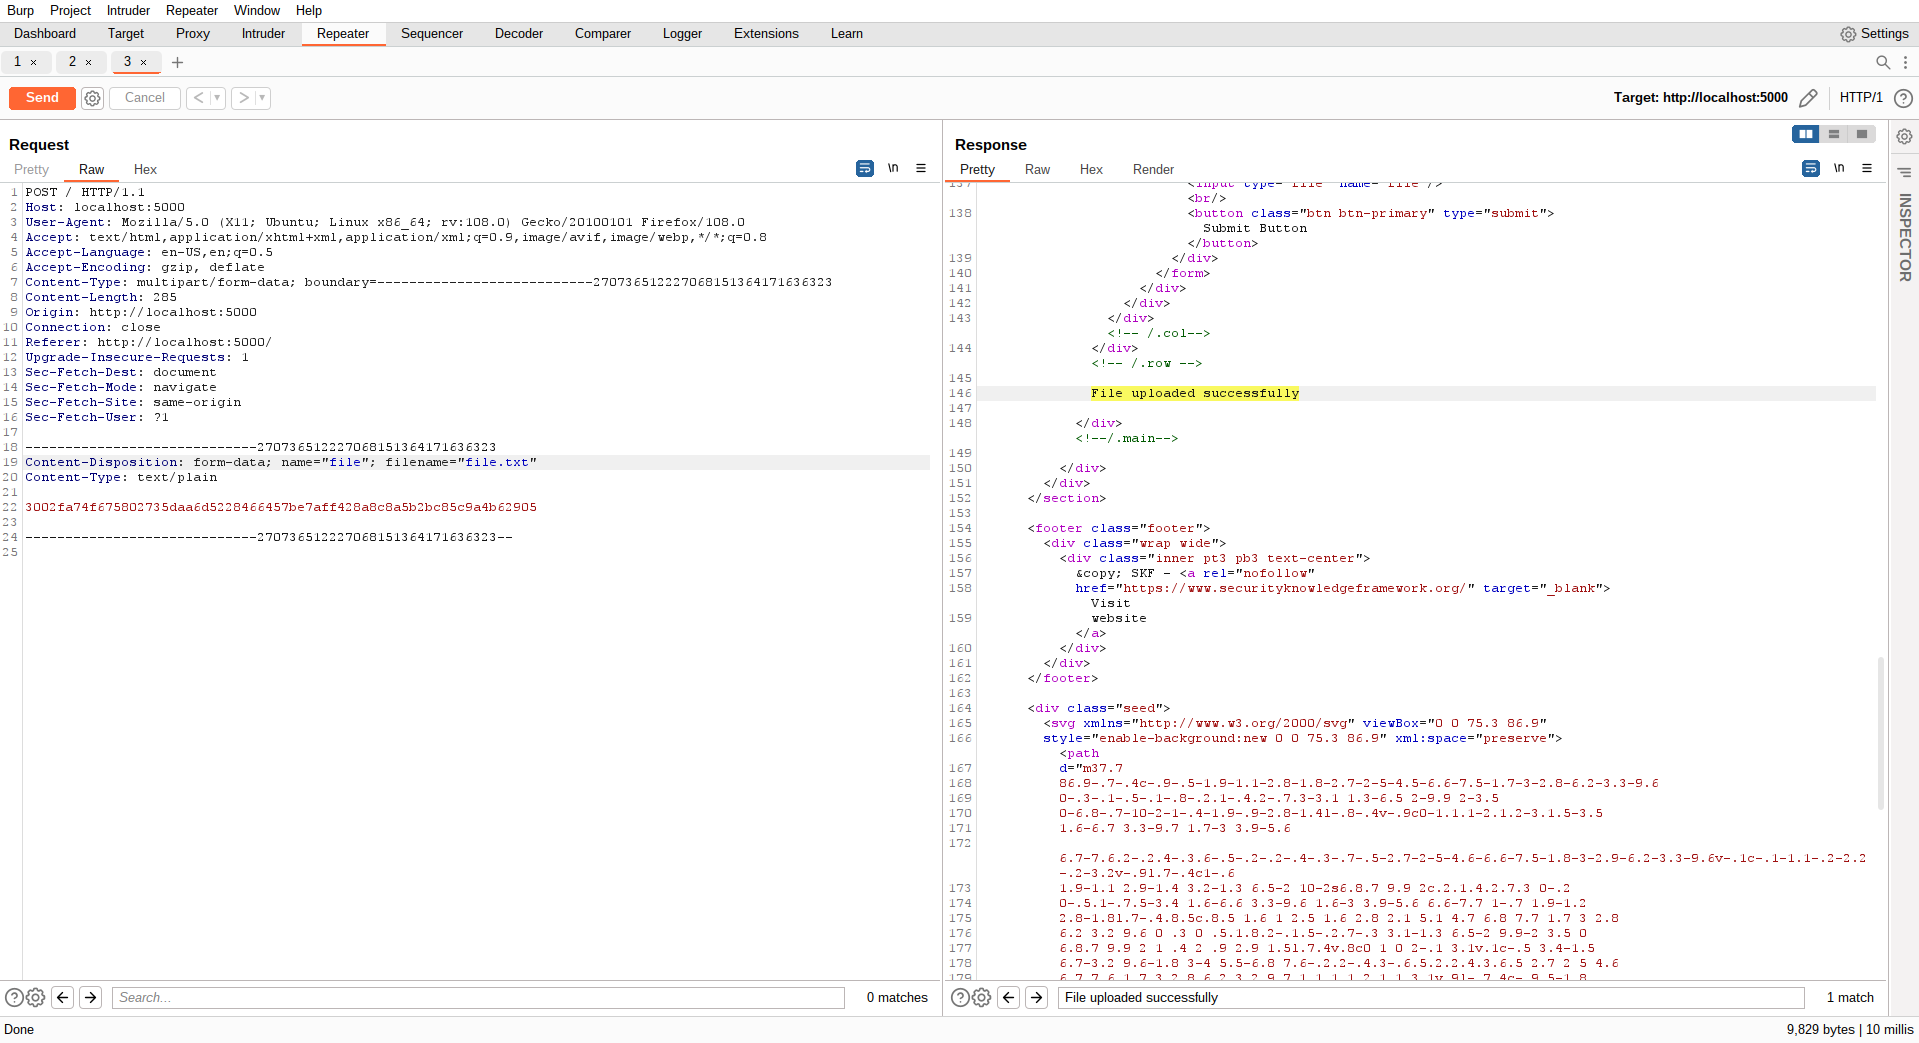 Burp Project Intruder Repeater Window Help
Dashboard Target Proxy Intruder Repeater Sequencer Decoder Comparer Logger Extensions Learn Settings
1 × 2 × 3 × +
Send Cancel < > Target: http://localhost:5000 HTTP/1 ?
Request
Pretty Raw Hex \n
1 POST / HTTP/1.1
2 Host: localhost:5000
3 User-Agent: Mozilla/5.0 (X11; Ubuntu; Linux x86_64; rv:108.0) Gecko/20100101 Firefox/108.0
4 Accept: text/html,application/xhtml+xml,application/xml;q=0.9,image/avif,image/webp,*/*;q=0.8
5 Accept-Language: en-US,en;q=0.5
6 Accept-Encoding: gzip, deflate
7 Content-Type: multipart/form-data; boundary=---------------------------270736512227068151364171636323
8 Content-Length: 285
9 Origin: http://localhost:5000
10 Connection: close
11 Referer: http://localhost:5000/
12 Upgrade-Insecure-Requests: 1
13 Sec-Fetch-Dest: document
14 Sec-Fetch-Mode: navigate
15 Sec-Fetch-Site: same-origin
16 Sec-Fetch-User: ?1
17
18 -----------------------------270736512227068151364171636323
19 Content-Disposition: form-data; name="file"; filename="file.txt"
20 Content-Type: text/plain
21
22 3002fa74f675802735daa6d5228466457be7aff428a8c8a5b2bc85c9a4b62905
23
24 -----------------------------270736512227068151364171636323--
25
? Search... 0 matches
Response
Pretty Raw Hex Render \n
137 <input type="file" name="file"/>
<br/>
138 <button class="btn btn-primary" type="submit">
Submit Button
</button>
139 </div>
140 </form>
141 </div>
142 </div>
143 </div>
<!-- /.col-->
144 </div>
<!-- /.row -->
145
146 File uploaded successfully
147
148 </div>
<!--/.main-->
149
150 </div>
151 </div>
152 </section>
153
154 <footer class="footer">
155 <div class="wrap wide">
156 <div class="inner pt3 pb3 text-center">
157 &copy; SKF - <a rel="nofollow"
158 href="https://www.securityknowledgeframework.org/" target="_blank">
Visit
159 website
</a>
160 </div>
161 </div>
162 </footer>
163
164 <div class="seed">
165 <svg xmlns="http://www.w3.org/2000/svg" viewBox="0 0 75.3 86.9"
166 style="enable-background:new 0 0 75.3 86.9" xml:space="preserve">
<path
167 d="m37.7
168 86.9-.7-.4c-.9-.5-1.9-1.1-2.8-1.8-2.7-2-5-4.5-6.6-7.5-1.7-3-2.8-6.2-3.3-9.6
169 0-.3-.1-.5-.1-.8-.2.1-.4.2-.7.3-3.1 1.3-6.5 2-9.9 2-3.5
170 0-6.8-.7-10-2-1-.4-1.9-.9-2.8-1.4l-.8-.4v-.9c0-1.1.1-2.1.2-3.1.5-3.5
171 1.6-6.7 3.3-9.7 1.7-3 3.9-5.6
172
6.7-7.6.2-.2.4-.3.6-.5-.2-.2-.4-.3-.7-.5-2.7-2-5-4.6-6.6-7.5-1.8-3-2.9-6.2-3.3-9.6v-.1c-.1-1.1-.2-2.2
-.2-3.2v-.9l.7-.4c1-.6
173 1.9-1.1 2.9-1.4 3.2-1.3 6.5-2 10-2s6.8.7 9.9 2c.2.1.4.2.7.3 0-.2
174 0-.5.1-.7.5-3.4 1.6-6.6 3.3-9.6 1.6-3 3.9-5.6 6.6-7.7 1-.7 1.9-1.2
175 2.8-1.8l.7-.4.8.5c.8.5 1.6 1 2.5 1.6 2.8 2.1 5.1 4.7 6.8 7.7 1.7 3 2.8
176 6.2 3.2 9.6 0 .3 0 .5.1.8.2-.1.5-.2.7-.3 3.1-1.3 6.5-2 9.9-2 3.5 0
177 6.8.7 9.9 2 1 .4 2 .9 2.9 1.5l.7.4v.8c0 1 0 2-.1 3.1v.1c-.5 3.4-1.5
178 6.7-3.2 9.6-1.8 3-4 5.5-6.8 7.6-.2.2-.4.3-.6.5.2.2.4.3.6.5 2.7 2 5 4.6
179
? File uploaded successfully 1 match
INSPECTOR
Done 9,829 bytes | 10 millis